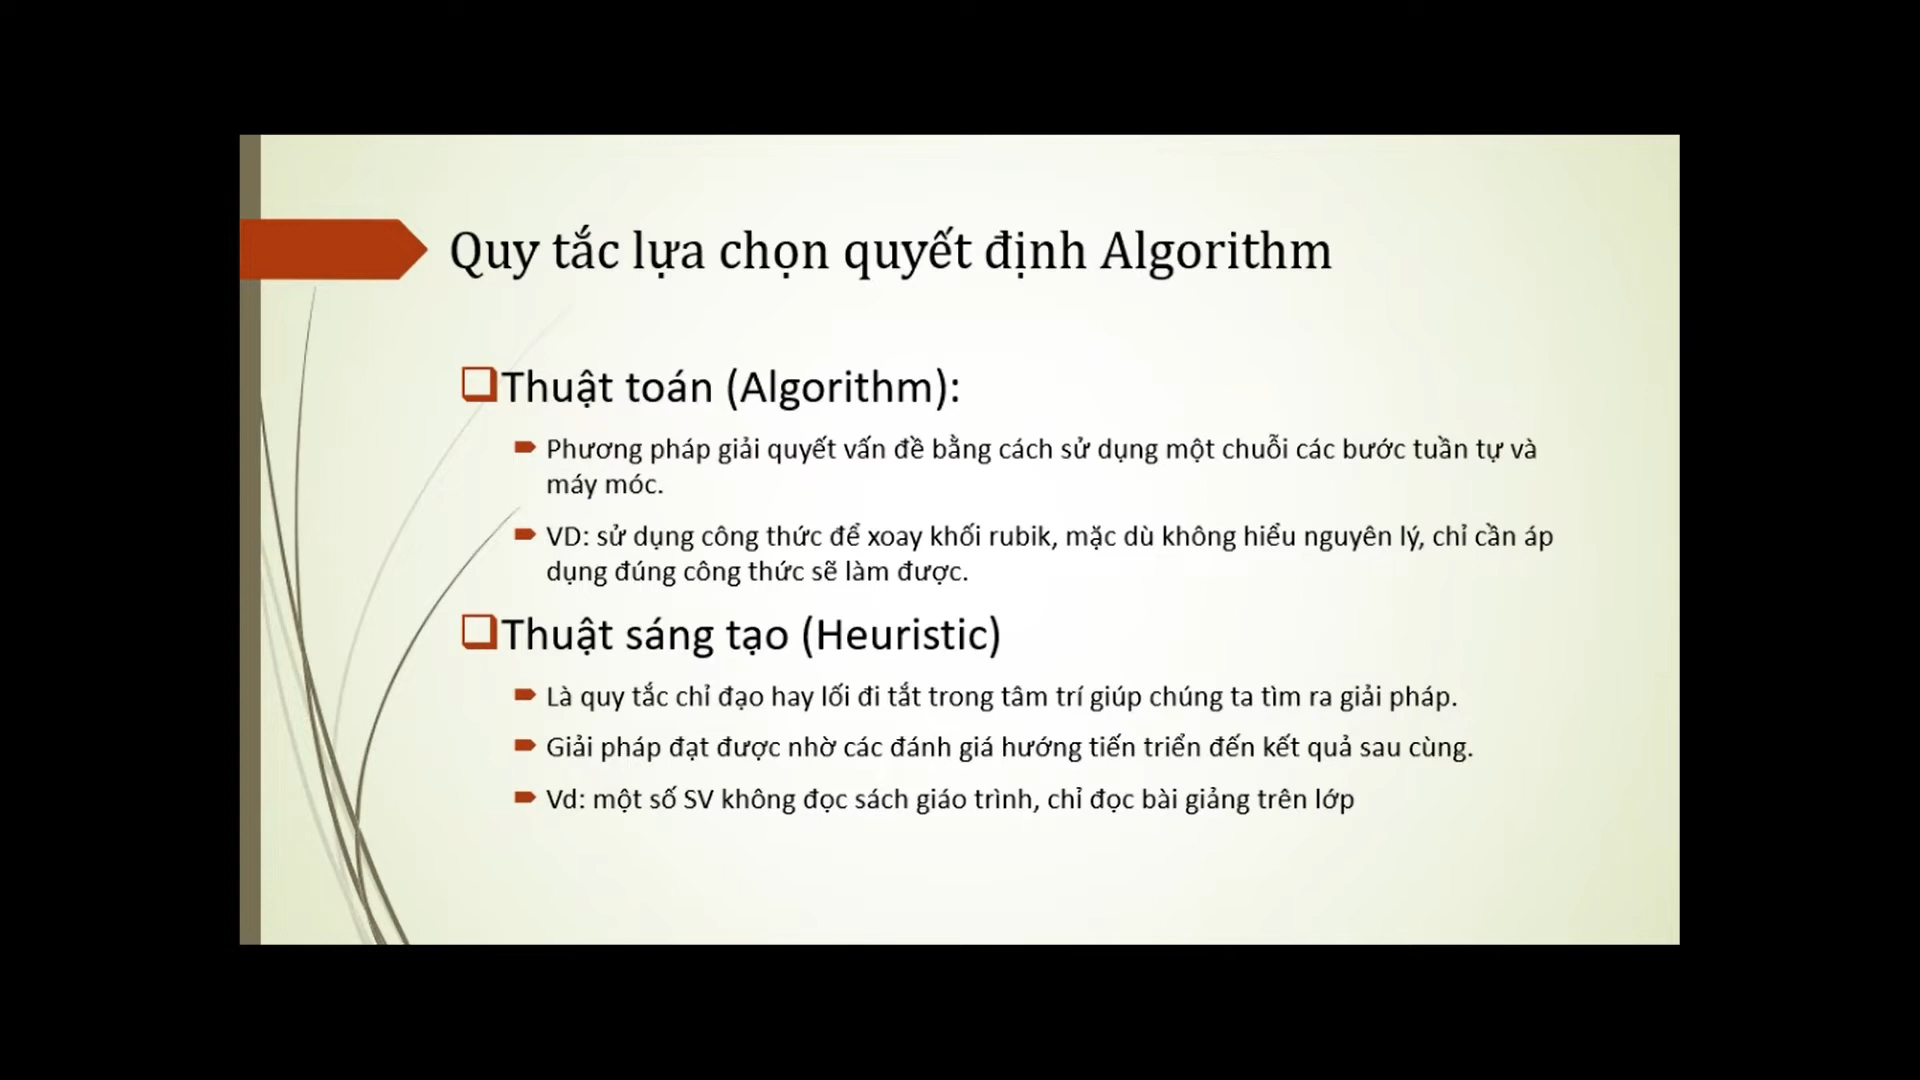 Quy tắc lựa chọn quyết định Algorithm
Thuật toán (Algorithm):
Phương pháp giải quyết vấn đề bằng cách sử dụng một chuỗi các bước tuần tự và
máy móc.
VD: sử dụng công thức để xoay khối rubik, mặc dù không hiểu nguyên lý, chỉ cần áp
dụng đúng công thức sẽ làm được.
Thuật sáng tạo (Heuristic)
Là quy tắc chỉ đạo hay lối đi tắt trong tâm trí giúp chúng ta tìm ra giải pháp.
Giải pháp đạt được nhờ các đánh giá hướng tiến triển đến kết quả sau cùng.
Vd: một số SV không đọc sách giáo trình, chỉ đọc bài giảng trên lớp